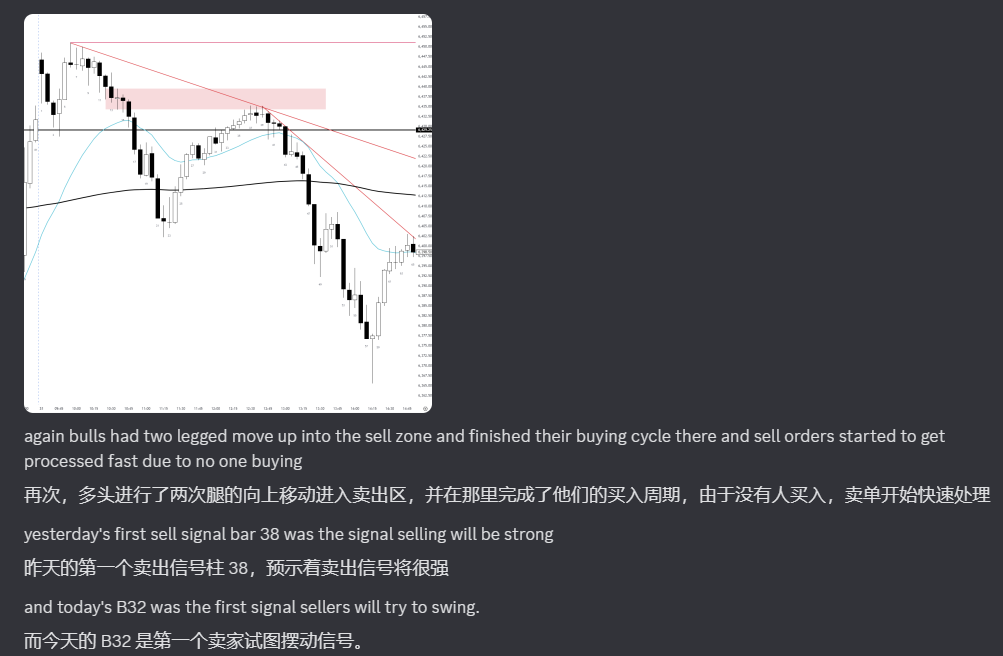 again bulls had two legged move up into the sell zone and finished their buying cycle there and sell orders started to get
processed fast due to no one buying
再次，多头进行了两次腿的向上移动进入卖出区，并在那里完成了他们的买入周期，由于没有人买入，卖单开始快速处理
yesterday's first sell signal bar 38 was the signal selling will be strong
昨天的第一个卖出信号柱 38，预示着卖出信号将很强
and today's B32 was the first signal sellers will try to swing.
而今天的 B32 是第一个卖家试图摆动信号。